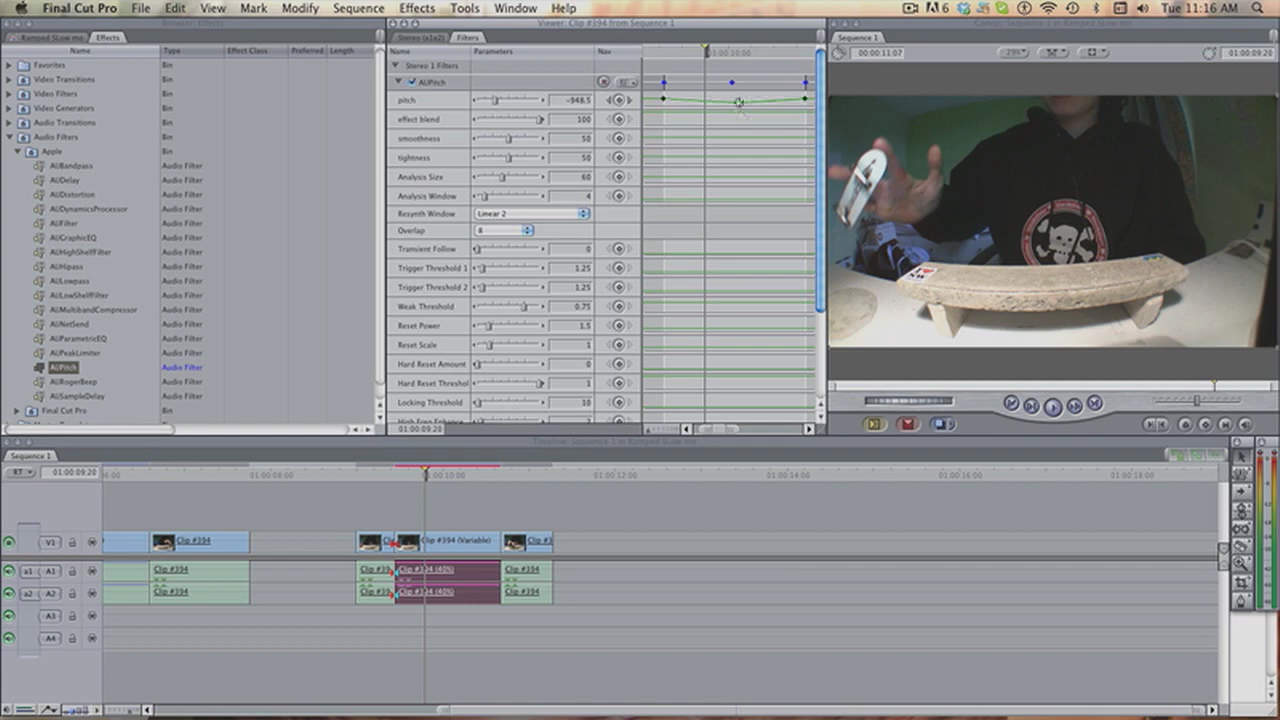 Final Cut Pro File Edit View Mark Modify Sequence Effects Tools Window Help 6 Tue 11:16 AM
Browser: Effects
Viewer: Clip #394 from Sequence 1
Ramped SLow mo Effects
Stereo (a1a2) Filters
Sequence 1
Name Type Effect Class Effect Preferred Length
Name Parameters Nav 01:00:10:00
00:00:11:07 29% 01:00:09:20
Favorites Bin
Video Transitions Bin
Video Filters Bin
Video Generators Bin
Audio Transitions Bin
Audio Filters Bin
Apple Bin
AUBandpass Audio Filter
AUDelay Audio Filter
AUDistortion Audio Filter
AUDynamicsProcessor Audio Filter
AUFilter Audio Filter
AUGraphicEQ Audio Filter
AUHighShelfFilter Audio Filter
AUHipass Audio Filter
AULowpass Audio Filter
AULowShelfFilter Audio Filter
AUMultibandCompressor Audio Filter
AUNetSend Audio Filter
AUParametricEQ Audio Filter
AUPeakLimiter Audio Filter
AUPitch Audio Filter
AURogerBeep Audio Filter
AUSampleDelay Audio Filter
Final Cut Pro Bin
Stereo 1 Filters
AUPitch
pitch -948.5
effect blend 100
smoothness 50
tightness 50
Analysis Size 60
Analysis Window 4
Resynth Window Linear 2
Overlap 8
Transient Follow 0
Trigger Threshold 1 1.25
Trigger Threshold 2 1.25
Weak Threshold 0.75
Reset Power 1.5
Reset Scale 1
Hard Reset Amount 0
Hard Reset Threshol 1
Locking Threshold 10
01:00:09:20
Timeline: Sequence 1 in Ramped SLow mo
Sequence 1
RT 01:00:09:20 01:00:08:00 01:00:10:00 01:00:12:00 01:00:14:00 01:00:16:00 01:00:18:00
V1 Clip #394 Clip #394 (Variable) Clip #3
a1 A1 Clip #394 Clip #39 Clip #394 (40%) Clip #394
a2 A2 Clip #394 Clip #39 Clip #394 (40%) Clip #394
A3
A4